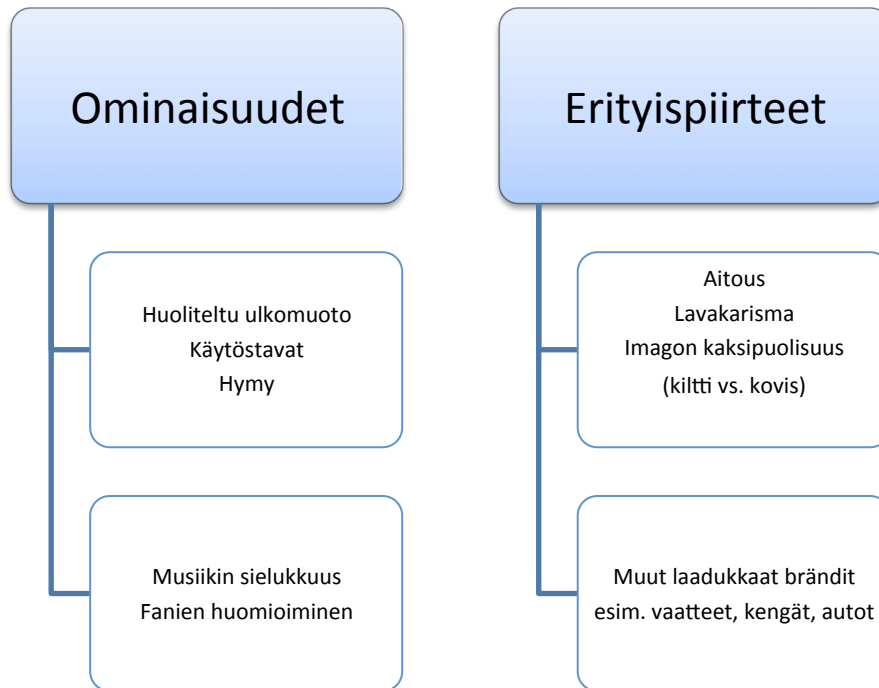 Ominaisuudet
Huoliteltu ulkomuoto
Käytöstavat
Hymy
Musiikin sielukkuus
Fanien huomioiminen
Erityispiirteet
Aitous
Lavakarisma
Imagon kaksipuolisuus
(kiltti vs. kovis)
Muut laadukkaat brändit
esim. vaatteet, kengät, autot